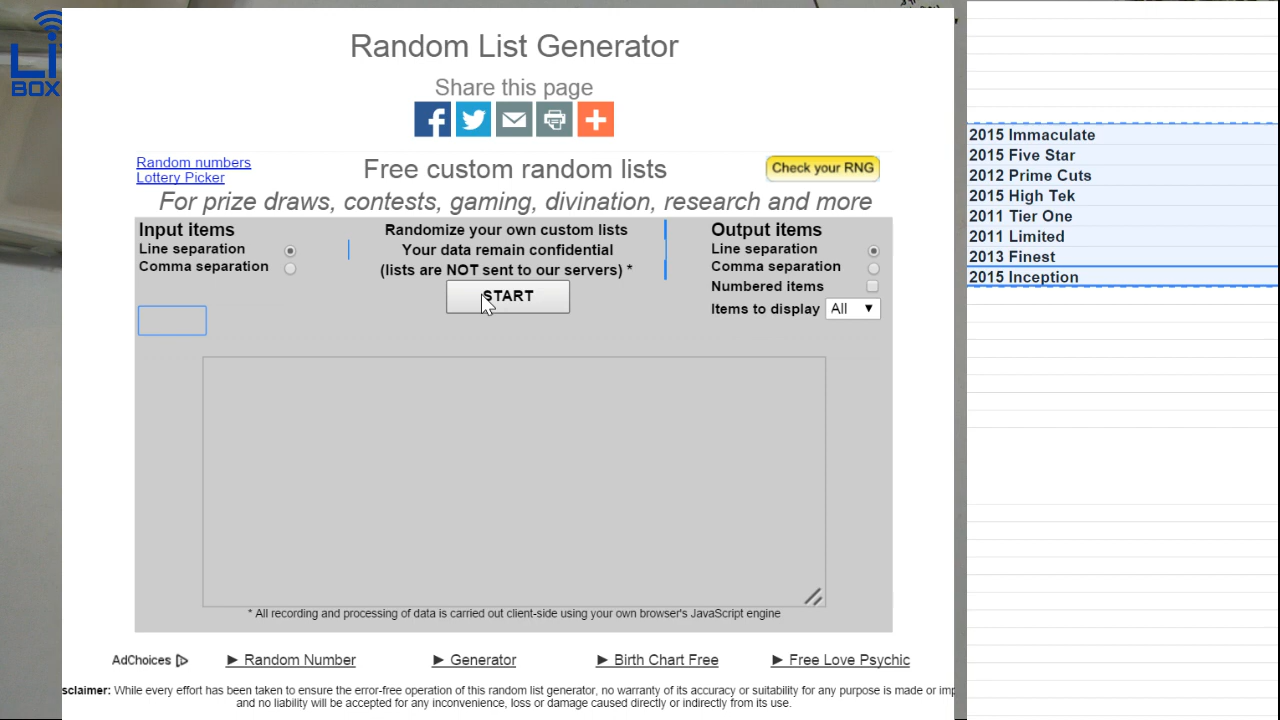 Li
BOX
Random List Generator
Share this page
Random numbers
Lottery Picker
Free custom random lists
Check your RNG
For prize draws, contests, gaming, divination, research and more
Input items
Line separation
Comma separation
Randomize your own custom lists
Your data remain confidential
(lists are NOT sent to our servers) *
START
Output items
Line separation
Comma separation
Numbered items
Items to display All ▼
* All recording and processing of data is carried out client-side using your own browser's JavaScript engine
AdChoices
► Random Number
► Generator
► Birth Chart Free
► Free Love Psychic
sclaimer: While every effort has been taken to ensure the error-free operation of this random list generator, no warranty of its accuracy or suitability for any purpose is made or imp
and no liability will be accepted for any inconvenience, loss or damage caused directly or indirectly from its use.
2015 Immaculate
2015 Five Star
2012 Prime Cuts
2015 High Tek
2011 Tier One
2011 Limited
2013 Finest
2015 Inception